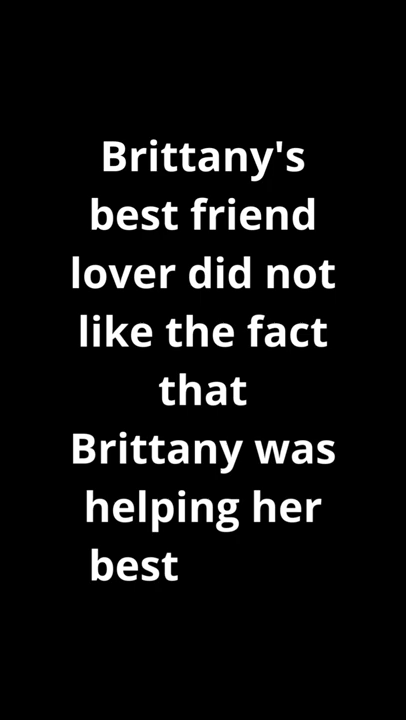 Brittany's
best friend
lover did not
like the fact
that
Brittany was
helping her
best